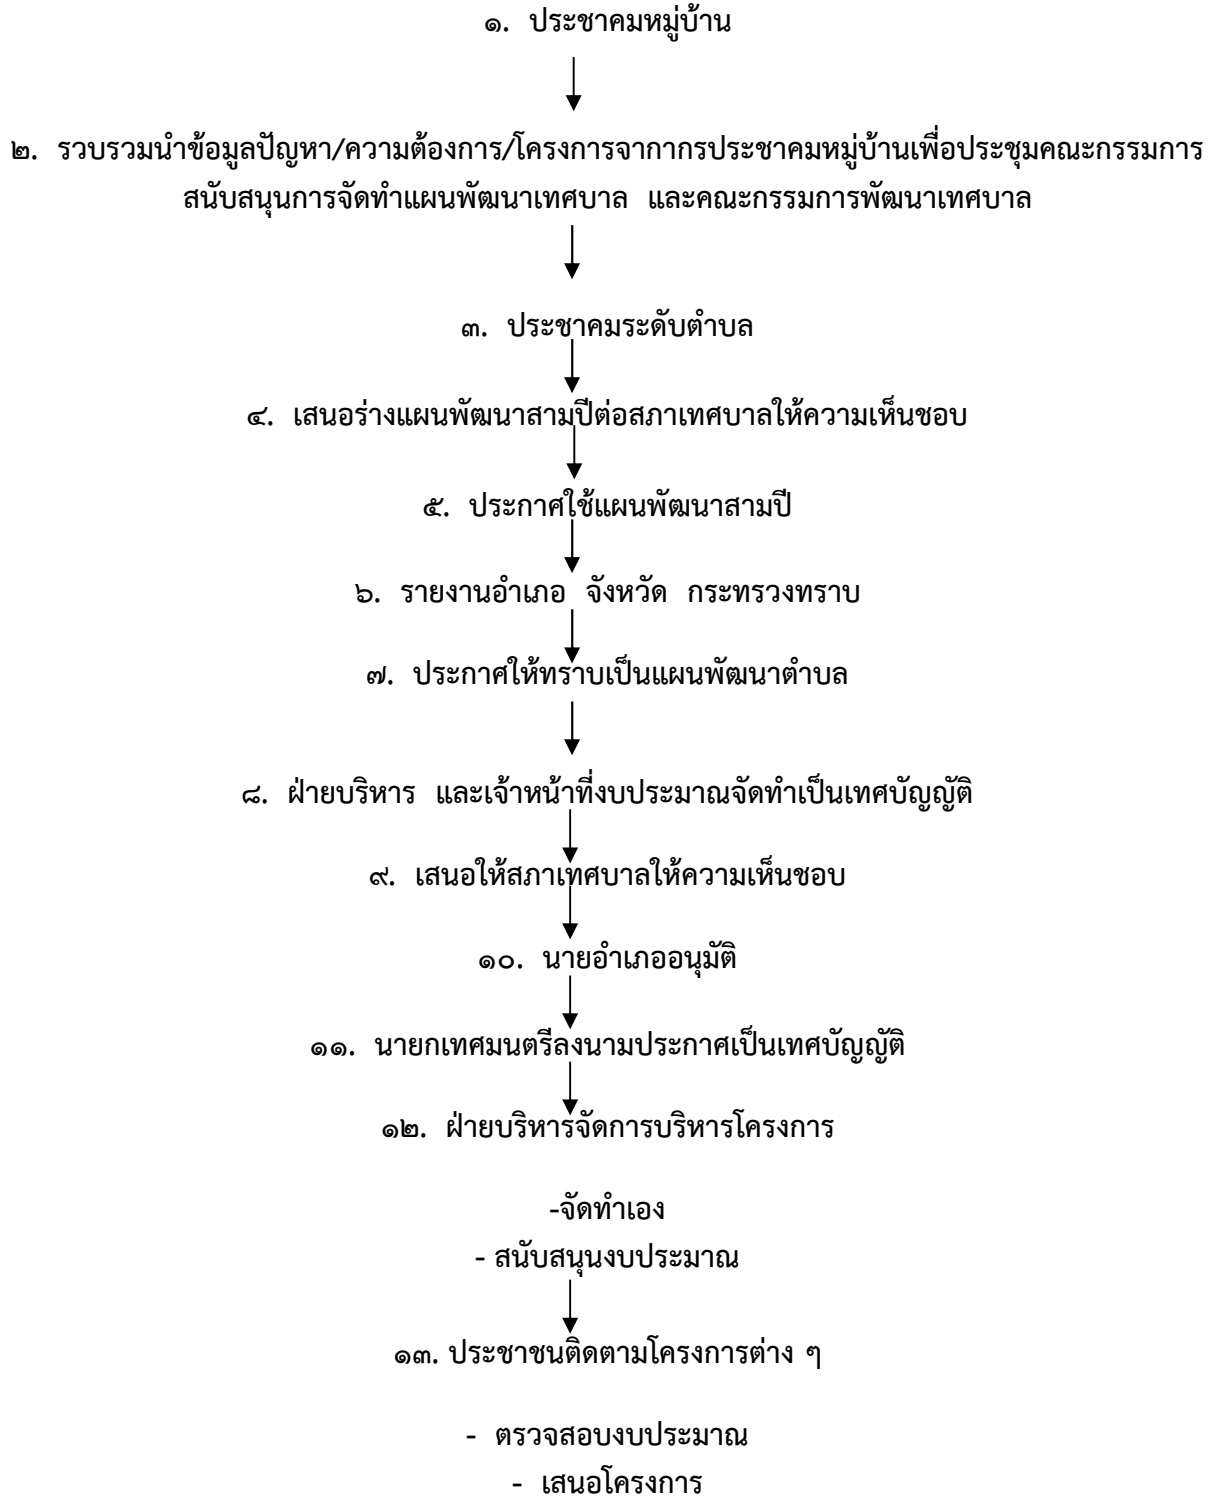 ๑. ประชาคมหมู่บ้าน
๒. รวบรวมนำข้อมูลปัญหา/ความต้องการ/โครงการจากากรประชาคมหมู่บ้านเพื่อประชุมคณะกรรมการ
สนับสนุนการจัดทำแผนพัฒนาเทศบาล และคณะกรรมการพัฒนาเทศบาล
๓. ประชาคมระดับตำบล
๔. เสนอร่างแผนพัฒนาสามปีต่อสภาเทศบาลให้ความเห็นชอบ
๕. ประกาศใช้แผนพัฒนาสามปี
๖. รายงานอำเภอ จังหวัด กระทรวงทราบ
๗. ประกาศให้ทราบเป็นแผนพัฒนาตำบล
๘. ฝ่ายบริหาร และเจ้าหน้าที่งบประมาณจัดทำเป็นเทศบัญญัติ
๙. เสนอให้สภาเทศบาลให้ความเห็นชอบ
๑๐. นายอำเภออนุมัติ
๑๑. นายกเทศมนตรีลงนามประกาศเป็นเทศบัญญัติ
๑๒. ฝ่ายบริหารจัดการบริหารโครงการ
-จัดทำเอง
- สนับสนุนงบประมาณ
๑๓. ประชาชนติดตามโครงการต่าง ๆ
- ตรวจสอบงบประมาณ
- เสนอโครงการ